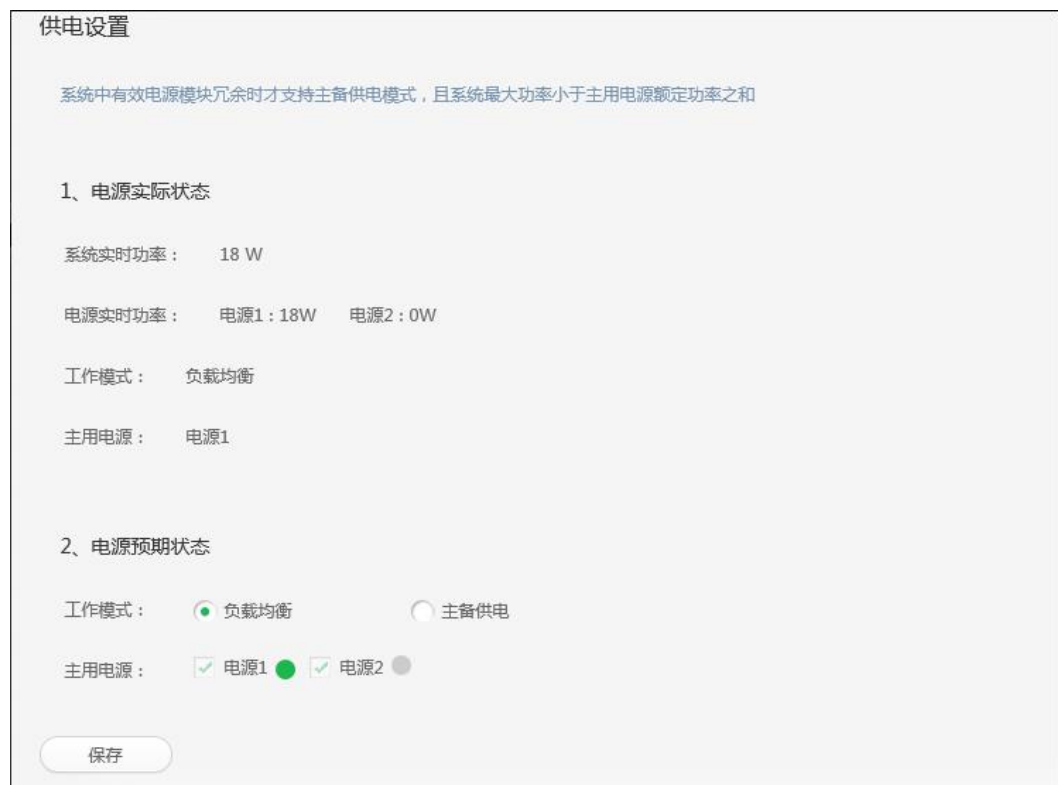 供电设置
系统中有效电源模块冗余时才支持主备供电模式，且系统最大功率小于主用电源额定功率之和
1、电源实际状态
系统实时功率： 18 W
电源实时功率： 电源1：18W 电源2：0W
工作模式： 负载均衡
主用电源： 电源1
2、电源预期状态
工作模式： 负载均衡 主备供电
主用电源： 电源1 电源2
保存